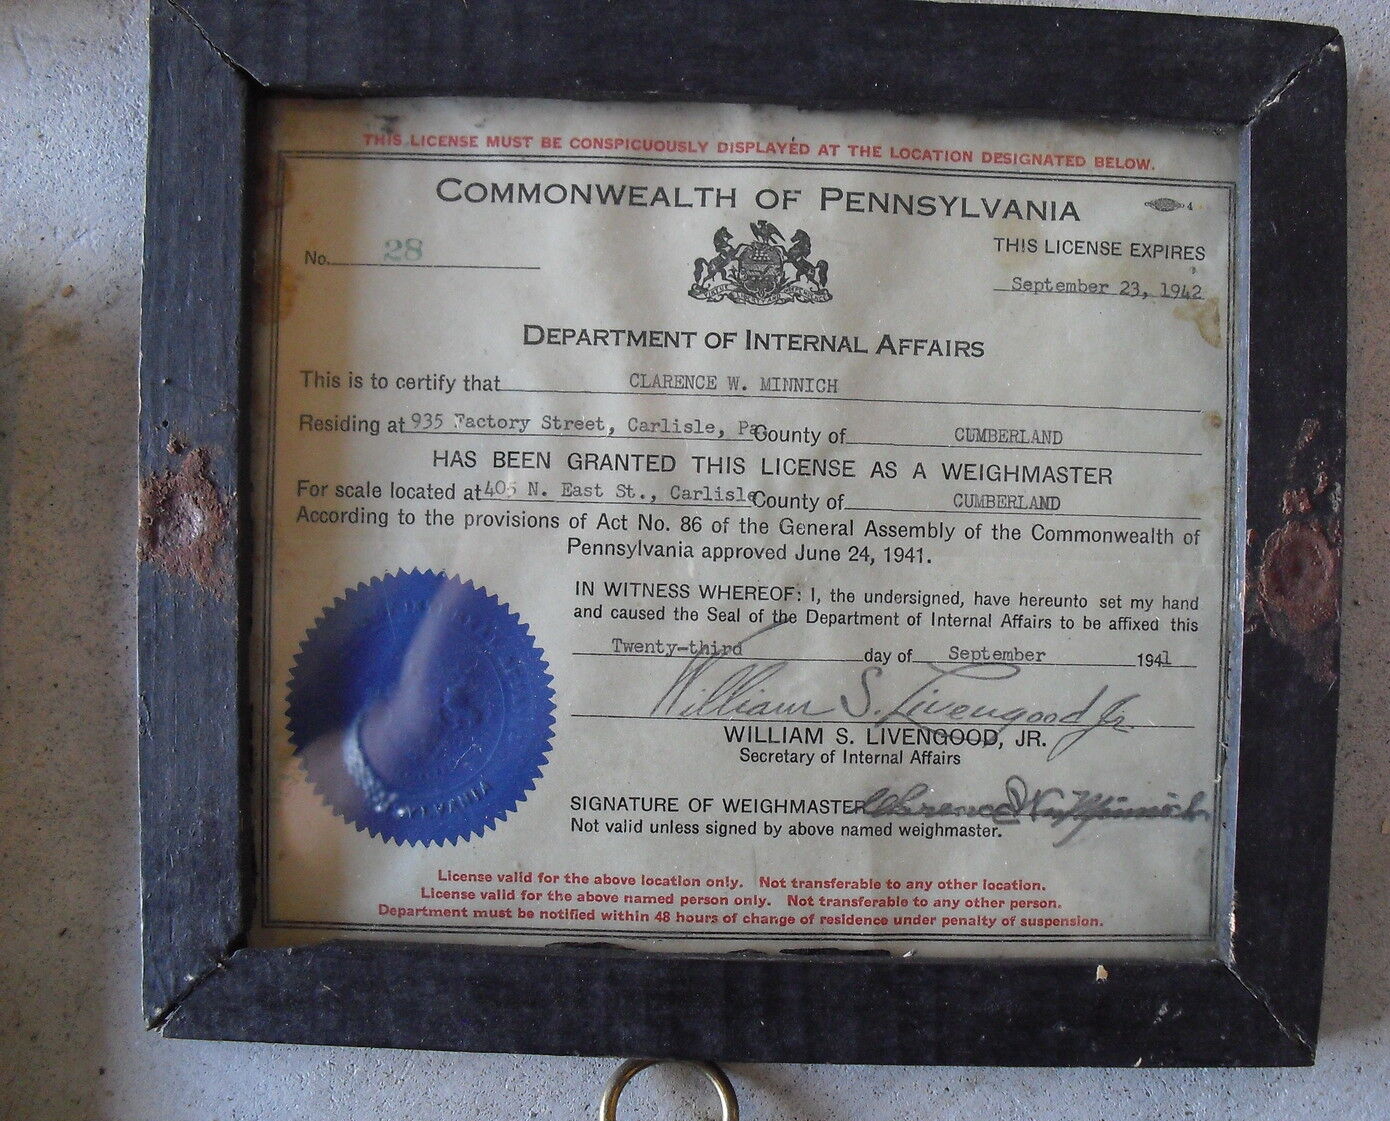 THIS LICENSE MUST BE CONSPICUOUSLY DISPLAYED AT THE LOCATION DESIGNATED BELOW.
COMMONWEALTH OF PENNSYLVANIA
4
No. 28
THIS LICENSE EXPIRES
September 23, 1942
DEPARTMENT OF INTERNAL AFFAIRS
This is to certify that CLARENCE W. MINNICH
Residing at 935 Factory Street, Carlisle, Pa County of CUMBERLAND
HAS BEEN GRANTED THIS LICENSE AS A WEIGHMASTER
For scale located at 405 N. East St., Carlisle County of CUMBERLAND
According to the provisions of Act No. 86 of the General Assembly of the Commonwealth of
Pennsylvania approved June 24, 1941.
IN WITNESS WHEREOF: I, the undersigned, have hereunto set my hand
and caused the Seal of the Department of Internal Affairs to be affixed this
Twenty-third day of September 1941
William S. Livengood Jr.
WILLIAM S. LIVENGOOD, JR.
Secretary of Internal Affairs
SIGNATURE OF WEIGHMASTER Clarence W. Minnich
Not valid unless signed by above named weighmaster.
License valid for the above location only. Not transferable to any other location.
License valid for the above named person only. Not transferable to any other person.
Department must be notified within 48 hours of change of residence under penalty of suspension.